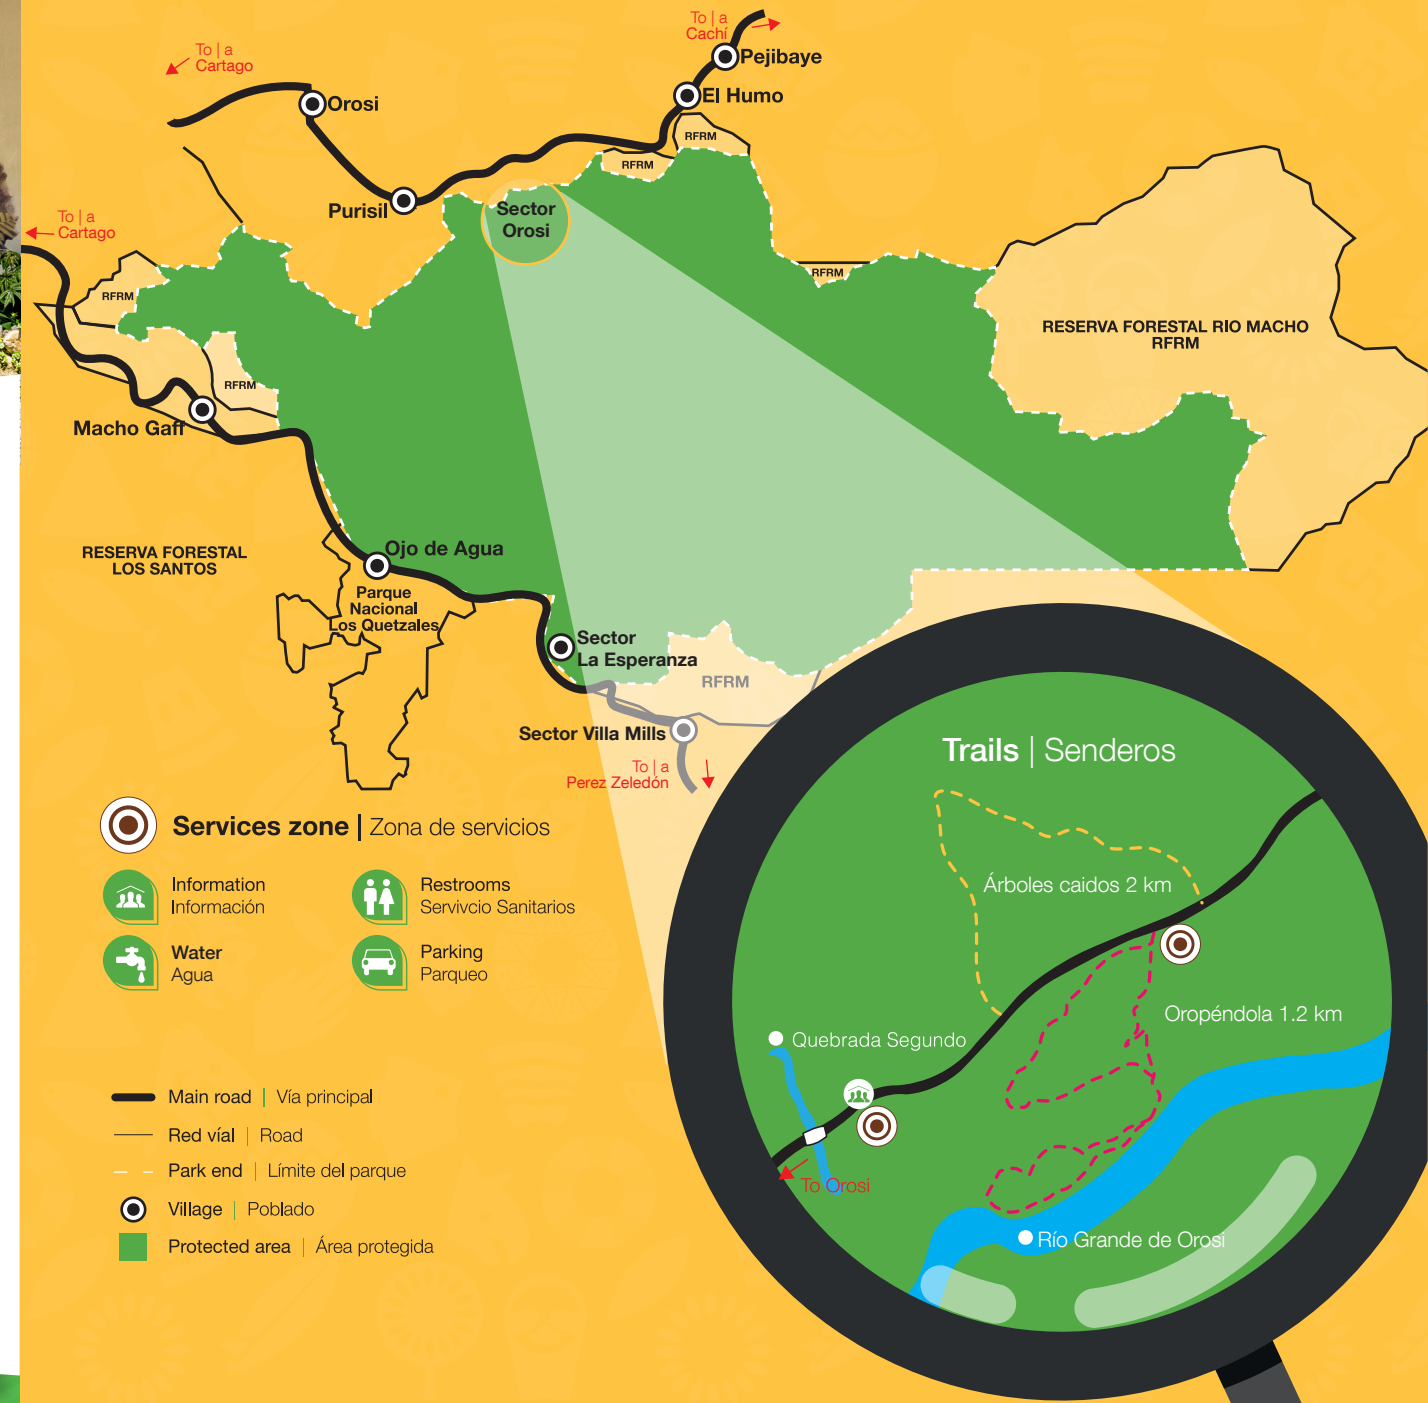 To | a
Cachí
Pejibaye
El Humo
To | a
Cartago
Orosi
RFRM
RFRM
Purisil
Sector
Orosi
To | a
Cartago
RFRM
RFRM
RESERVA FORESTAL RIO MACHO
RFRM
RFRM
Macho Gaff
RESERVA FORESTAL
LOS SANTOS
Ojo de Agua
Parque
Nacional
Los Quetzales
Sector
La Esperanza
RFRM
Sector Villa Mills
To | a
Perez Zeledón
Services zone | Zona de servicios
Information
Información
Restrooms
Servivcio Sanitarios
Water
Agua
Parking
Parqueo
Main road | Vía principal
Red víal | Road
Park end | Límite del parque
Village | Poblado
Protected area | Área protegida
Trails | Senderos
Árboles caidos 2 km
Oropéndola 1.2 km
Quebrada Segundo
To Orosi
Río Grande de Orosi